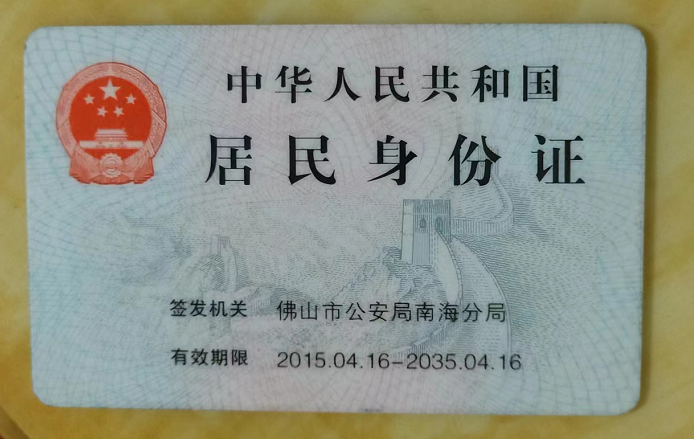 中华人民共和国
居民身份证
签发机关 佛山市公安局南海分局
有效期限 2015.04.16-2035.04.16